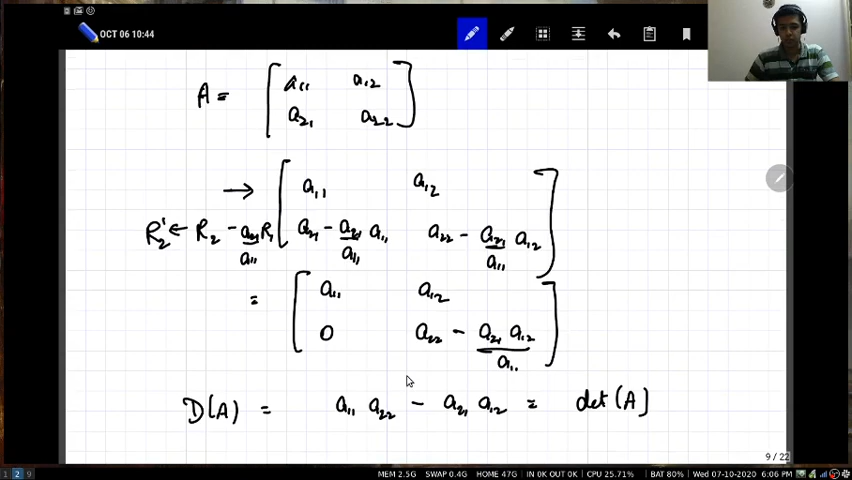 OCT 06 10:44
A = [ a11 a12
a21 a22 ]
→ [ a11 a12
R2' ← R2 - a21/a11 R1 a21 - a21/a11 a11 a22 - a21/a11 a12 ]
= [ a11 a12
0 a22 - a21 a12/a11 ]
D(A) = a11 a22 - a21 a12 = det(A)
9 / 22
1 2 9 MEM 2.5G SWAP 0.4G HOME 47G IN 0K OUT 0K CPU 25.71% BAT 80% Wed 07-10-2020 6:06 PM